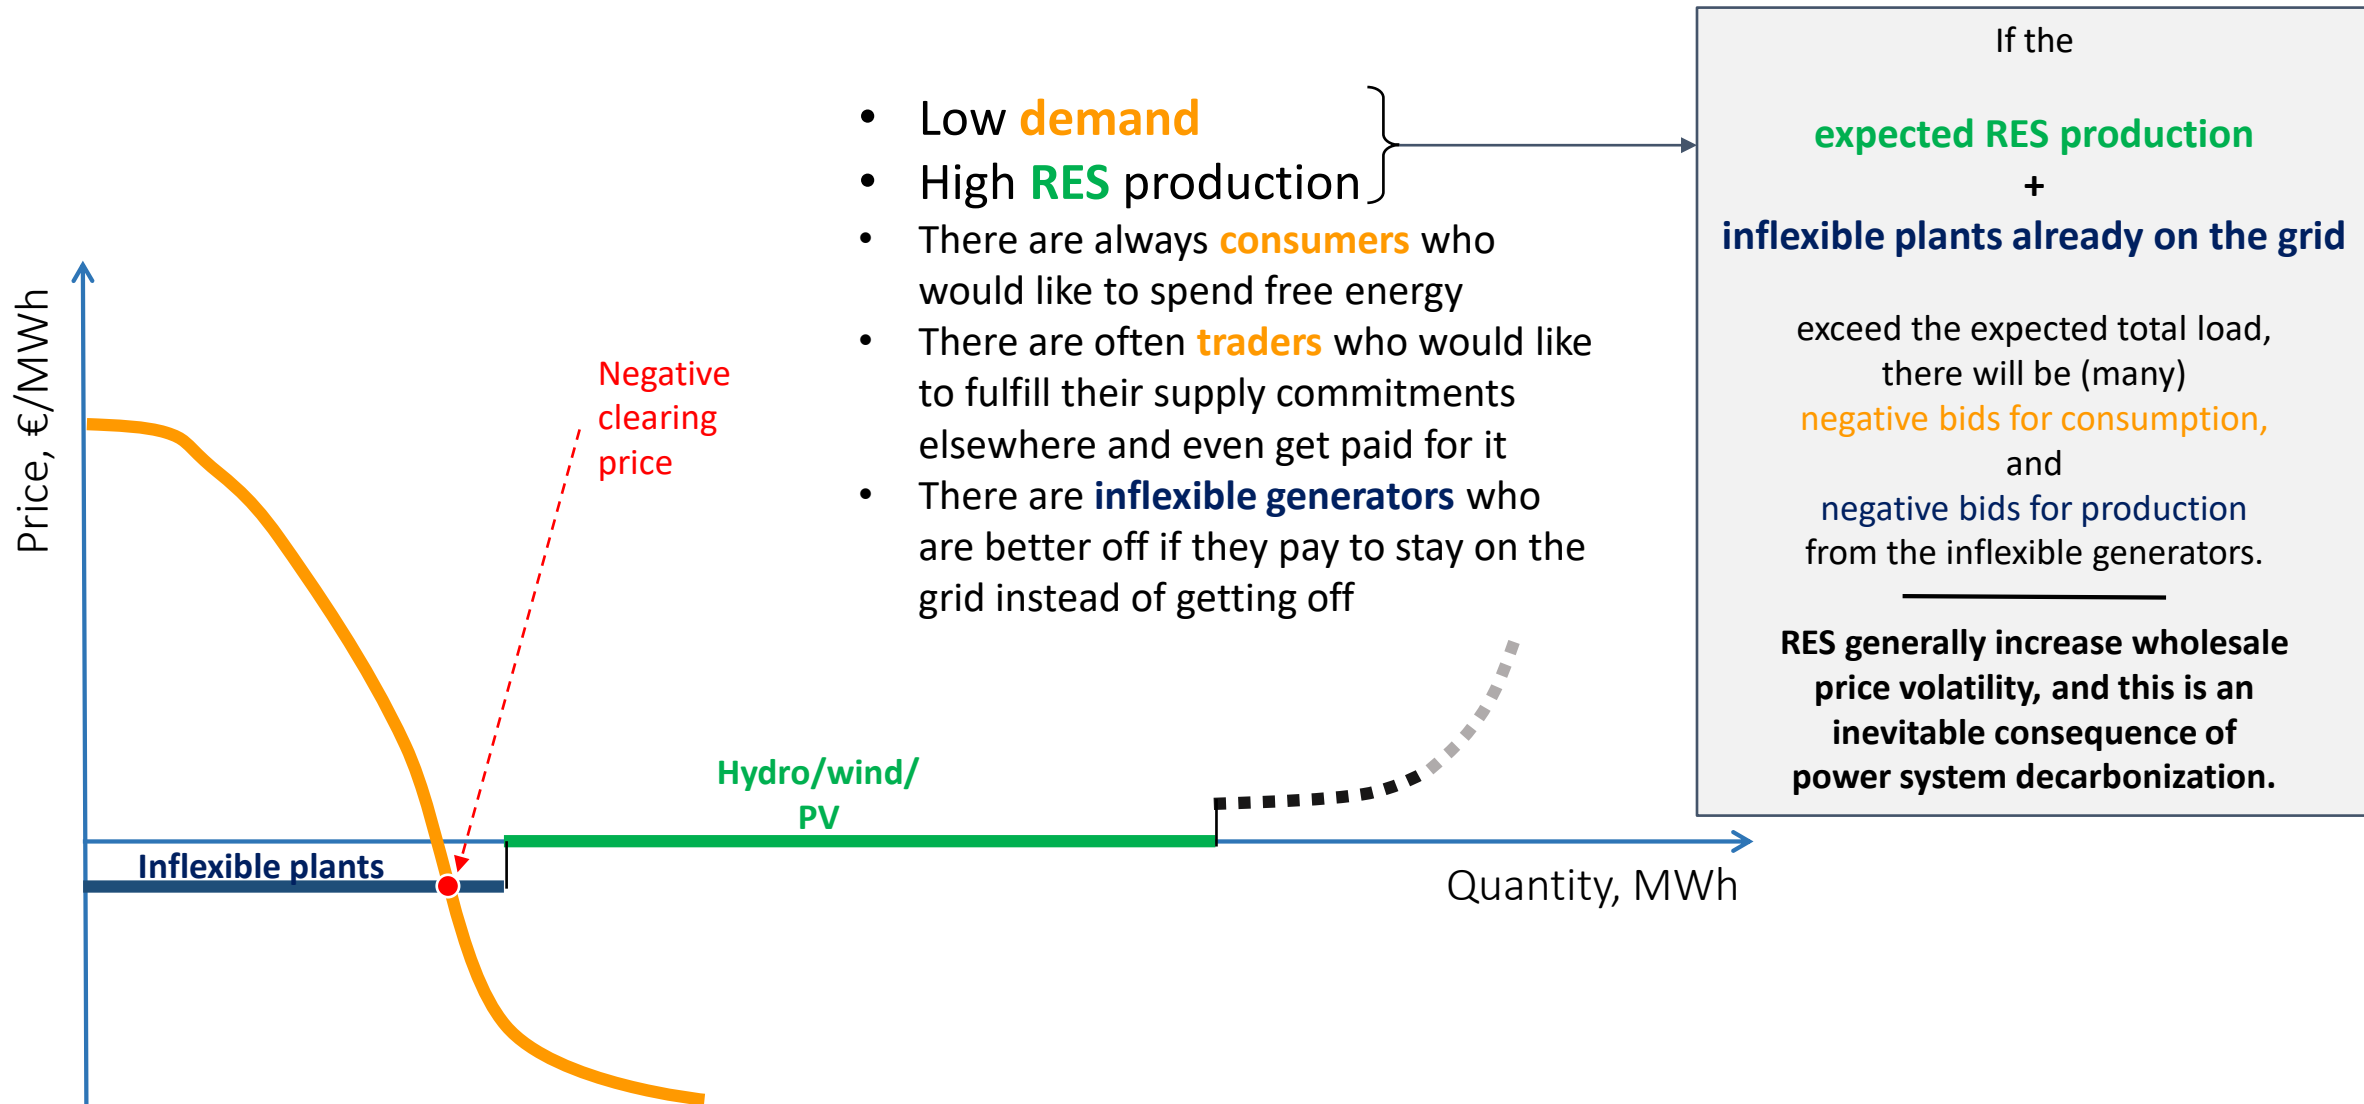 Price, €/MWh
Negative
clearing
price
• Low demand
• High RES production
• There are always consumers who
would like to spend free energy
• There are often traders who would like
to fulfill their supply commitments
elsewhere and even get paid for it
• There are inflexible generators who
are better off if they pay to stay on the
grid instead of getting off
Hydro/wind/
PV
Inflexible plants
Quantity, MWh
If the
expected RES production
+
inflexible plants already on the grid
exceed the expected total load,
there will be (many)
negative bids for consumption,
and
negative bids for production
from the inflexible generators.
RES generally increase wholesale
price volatility, and this is an
inevitable consequence of
power system decarbonization.